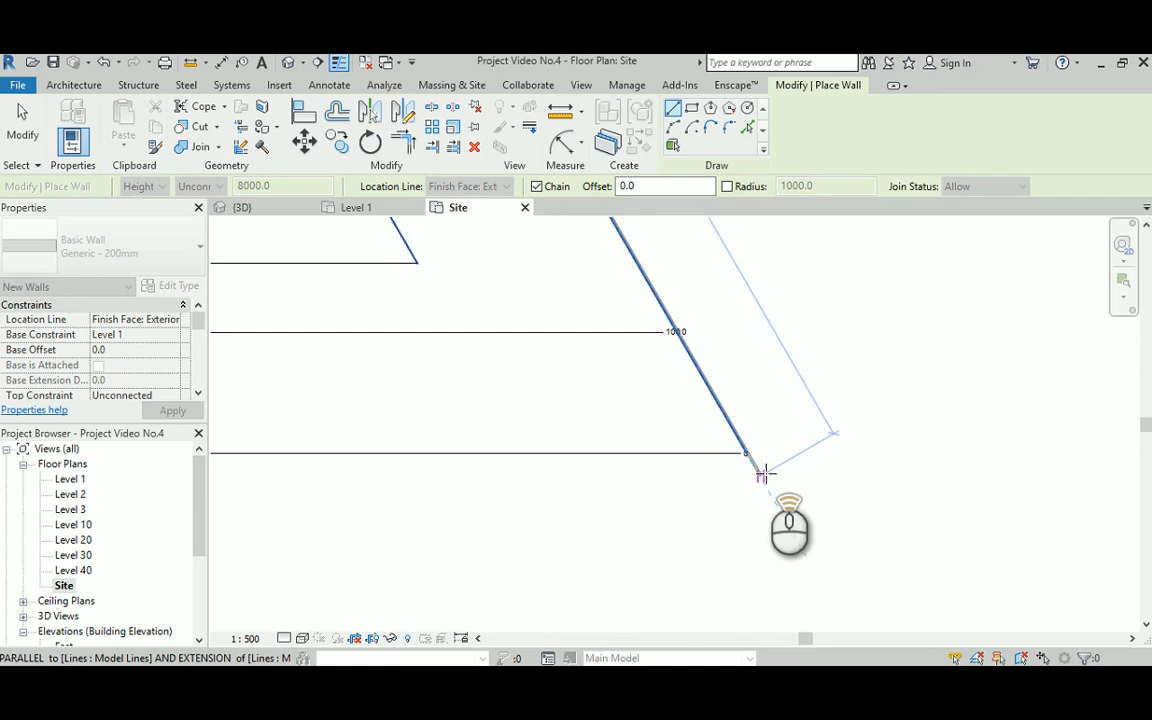 Project Video No.4 - Floor Plan: Site
Type a keyword or phrase
Sign In
File
Architecture
Structure
Steel
Systems
Insert
Annotate
Analyze
Massing & Site
Collaborate
View
Manage
Add-Ins
Enscape™
Modify | Place Wall
Modify
Paste
Cope
Cut
Join
Select
Properties
Clipboard
Geometry
Modify
View
Measure
Create
Draw
Modify | Place Wall
Height
Unconr
8000.0
Location Line:
Finish Face: Ext
Chain
Offset:
0.0
Radius:
1000.0
Join Status:
Allow
Properties
{3D}
Level 1
Site
Basic Wall
Generic - 200mm
New Walls
Edit Type
Constraints
Location Line
Finish Face: Exterior
Base Constraint
Level 1
Base Offset
0.0
Base is Attached
Base Extension D...
0.0
Top Constraint
Unconnected
Properties help
Apply
1000
0
Project Browser - Project Video No.4
Views (all)
Floor Plans
Level 1
Level 2
Level 3
Level 10
Level 20
Level 30
Level 40
Site
Ceiling Plans
3D Views
Elevations (Building Elevation)
1 : 500
PARALLEL to [Lines : Model Lines] AND EXTENSION of [Lines : M
:0
Main Model
:0